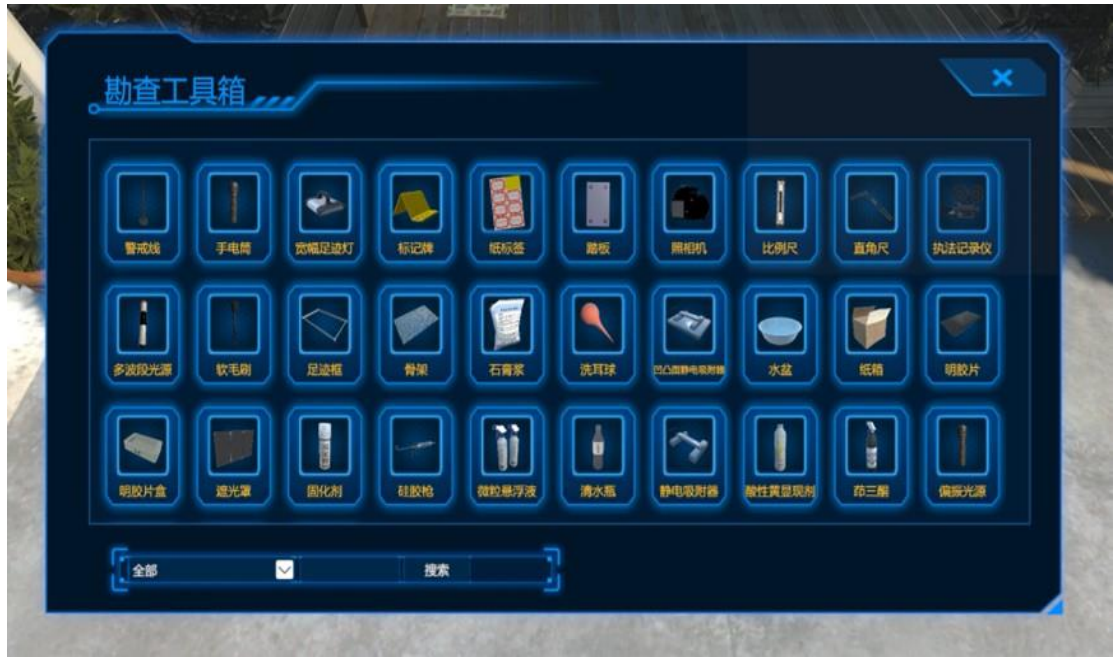 勘查工具箱
警戒线 手电筒 宽幅足迹灯 标记牌 纸标签 踏板 照相机 比例尺 直角尺 执法记录仪
多波段光源 软毛刷 足迹框 骨架 石膏浆 洗耳球 凹凸面静电吸附器 水盆 纸箱 明胶片
明胶片盒 遮光罩 固化剂 硅胶枪 微粒悬浮液 清水瓶 静电吸附器 酸性黄显现剂 茚三酮 偏振光源
全部 搜索